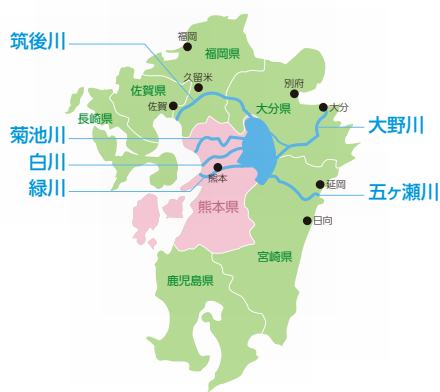 福岡
筑後川
福岡県
久留米
別府
佐賀県
佐賀
大分県
大分
長崎県
大野川
菊池川
白川
熊本
緑川
延岡
五ヶ瀬川
熊本県
日向
宮崎県
鹿児島県